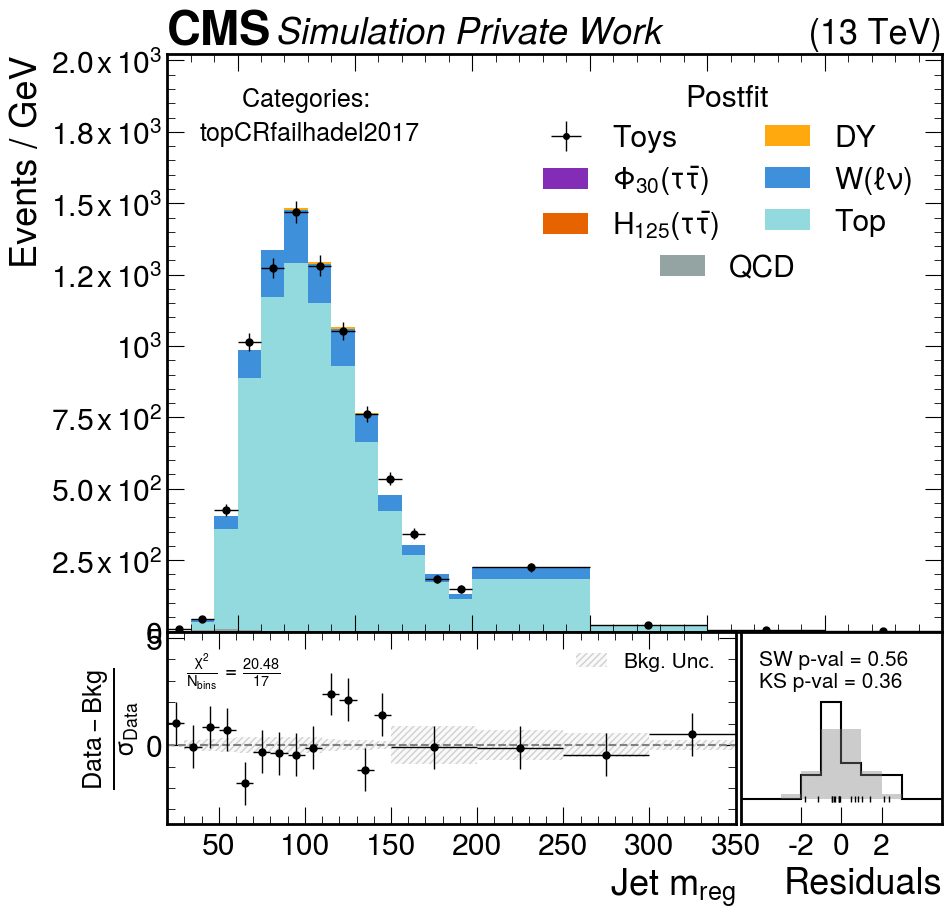 CMS Simulation Private Work (13 TeV)
Events / GeV
2.0 x 10³
1.8 x 10³
1.5 x 10³
1.2 x 10³
10³
7.5 x 10²
5.0 x 10²
2.5 x 10²
0
Categories:
topCRfailhadel2017
Postfit
Toys
Φ₃₀(ττ̄)
H₁₂₅(ττ̄)
DY
W(ℓν)
Top
QCD
Data – Bkg
σ_Data
5
0
χ²/N_bins = 20.48/17
Bkg. Unc.
50 100 150 200 250 300 350
Jet m_reg
SW p-val = 0.56
KS p-val = 0.36
-2 0 2
Residuals